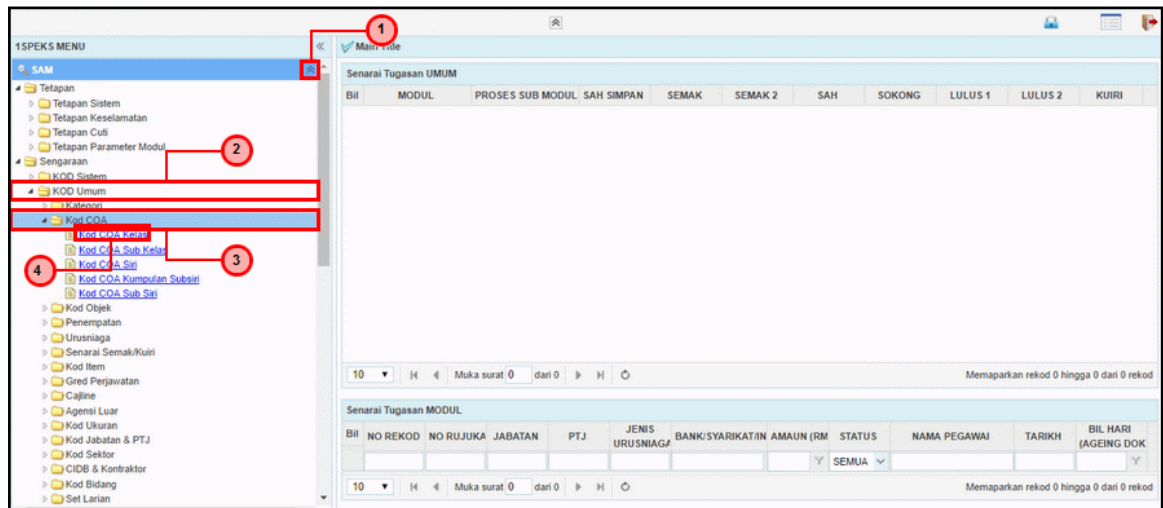 1
1SPEKS MENU
Main Title
SAM
Tetapan
Tetapan Sistem
Tetapan Keselamatan
Tetapan Cuti
Tetapan Parameter Modul
2
Sengaraan
KOD Sistem
KOD Umum
Kategori
Kod COA
Kod COA Kelas
Kod COA Sub Kelas
3
Kod COA Siri
4
Kod COA Kumpulan Subsiri
Kod COA Sub Siri
Kod Objek
Penempatan
Urusniaga
Senarai Semak/Kuiri
Kod Item
Gred Perjawatan
Cajline
Agensi Luar
Kod Ukuran
Kod Jabatan & PTJ
Kod Sektor
CIDB & Kontraktor
Kod Bidang
Set Larian
Senarai Tugasan UMUM
Bil MODUL PROSES SUB MODUL SAH SIMPAN SEMAK SEMAK 2 SAH SOKONG LULUS 1 LULUS 2 KUIRI
10 Muka surat 0 dari 0 Memaparkan rekod 0 hingga 0 dari 0 rekod
Senarai Tugasan MODUL
Bil NO REKOD NO RUJUKA JABATAN PTJ JENIS URUSNIAGA BANK/SYARIKAT/IN AMAUN (RM STATUS NAMA PEGAWAI TARIKH BIL HARI (AGEING DOK
SEMUA
10 Muka surat 0 dari 0 Memaparkan rekod 0 hingga 0 dari 0 rekod